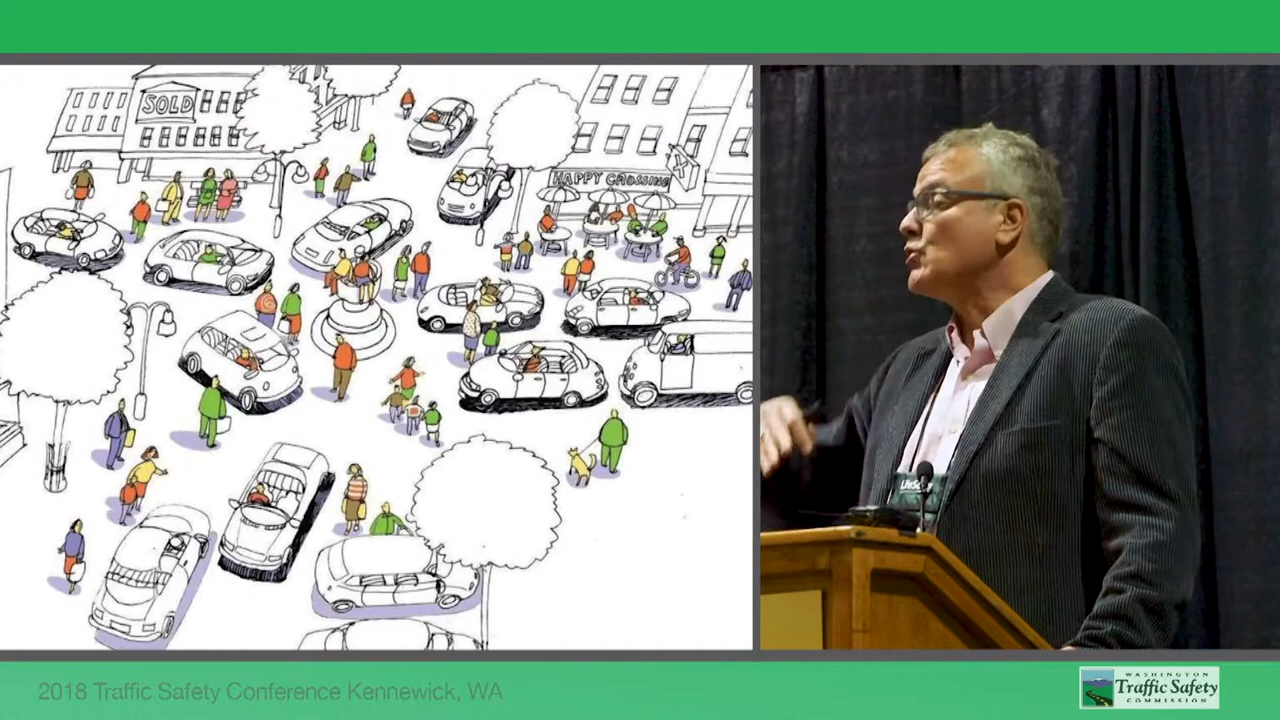 SOLD
HAPPY CROSSING
2018 Traffic Safety Conference Kennewick, WA
WASHINGTON
Traffic Safety
COMMISSION